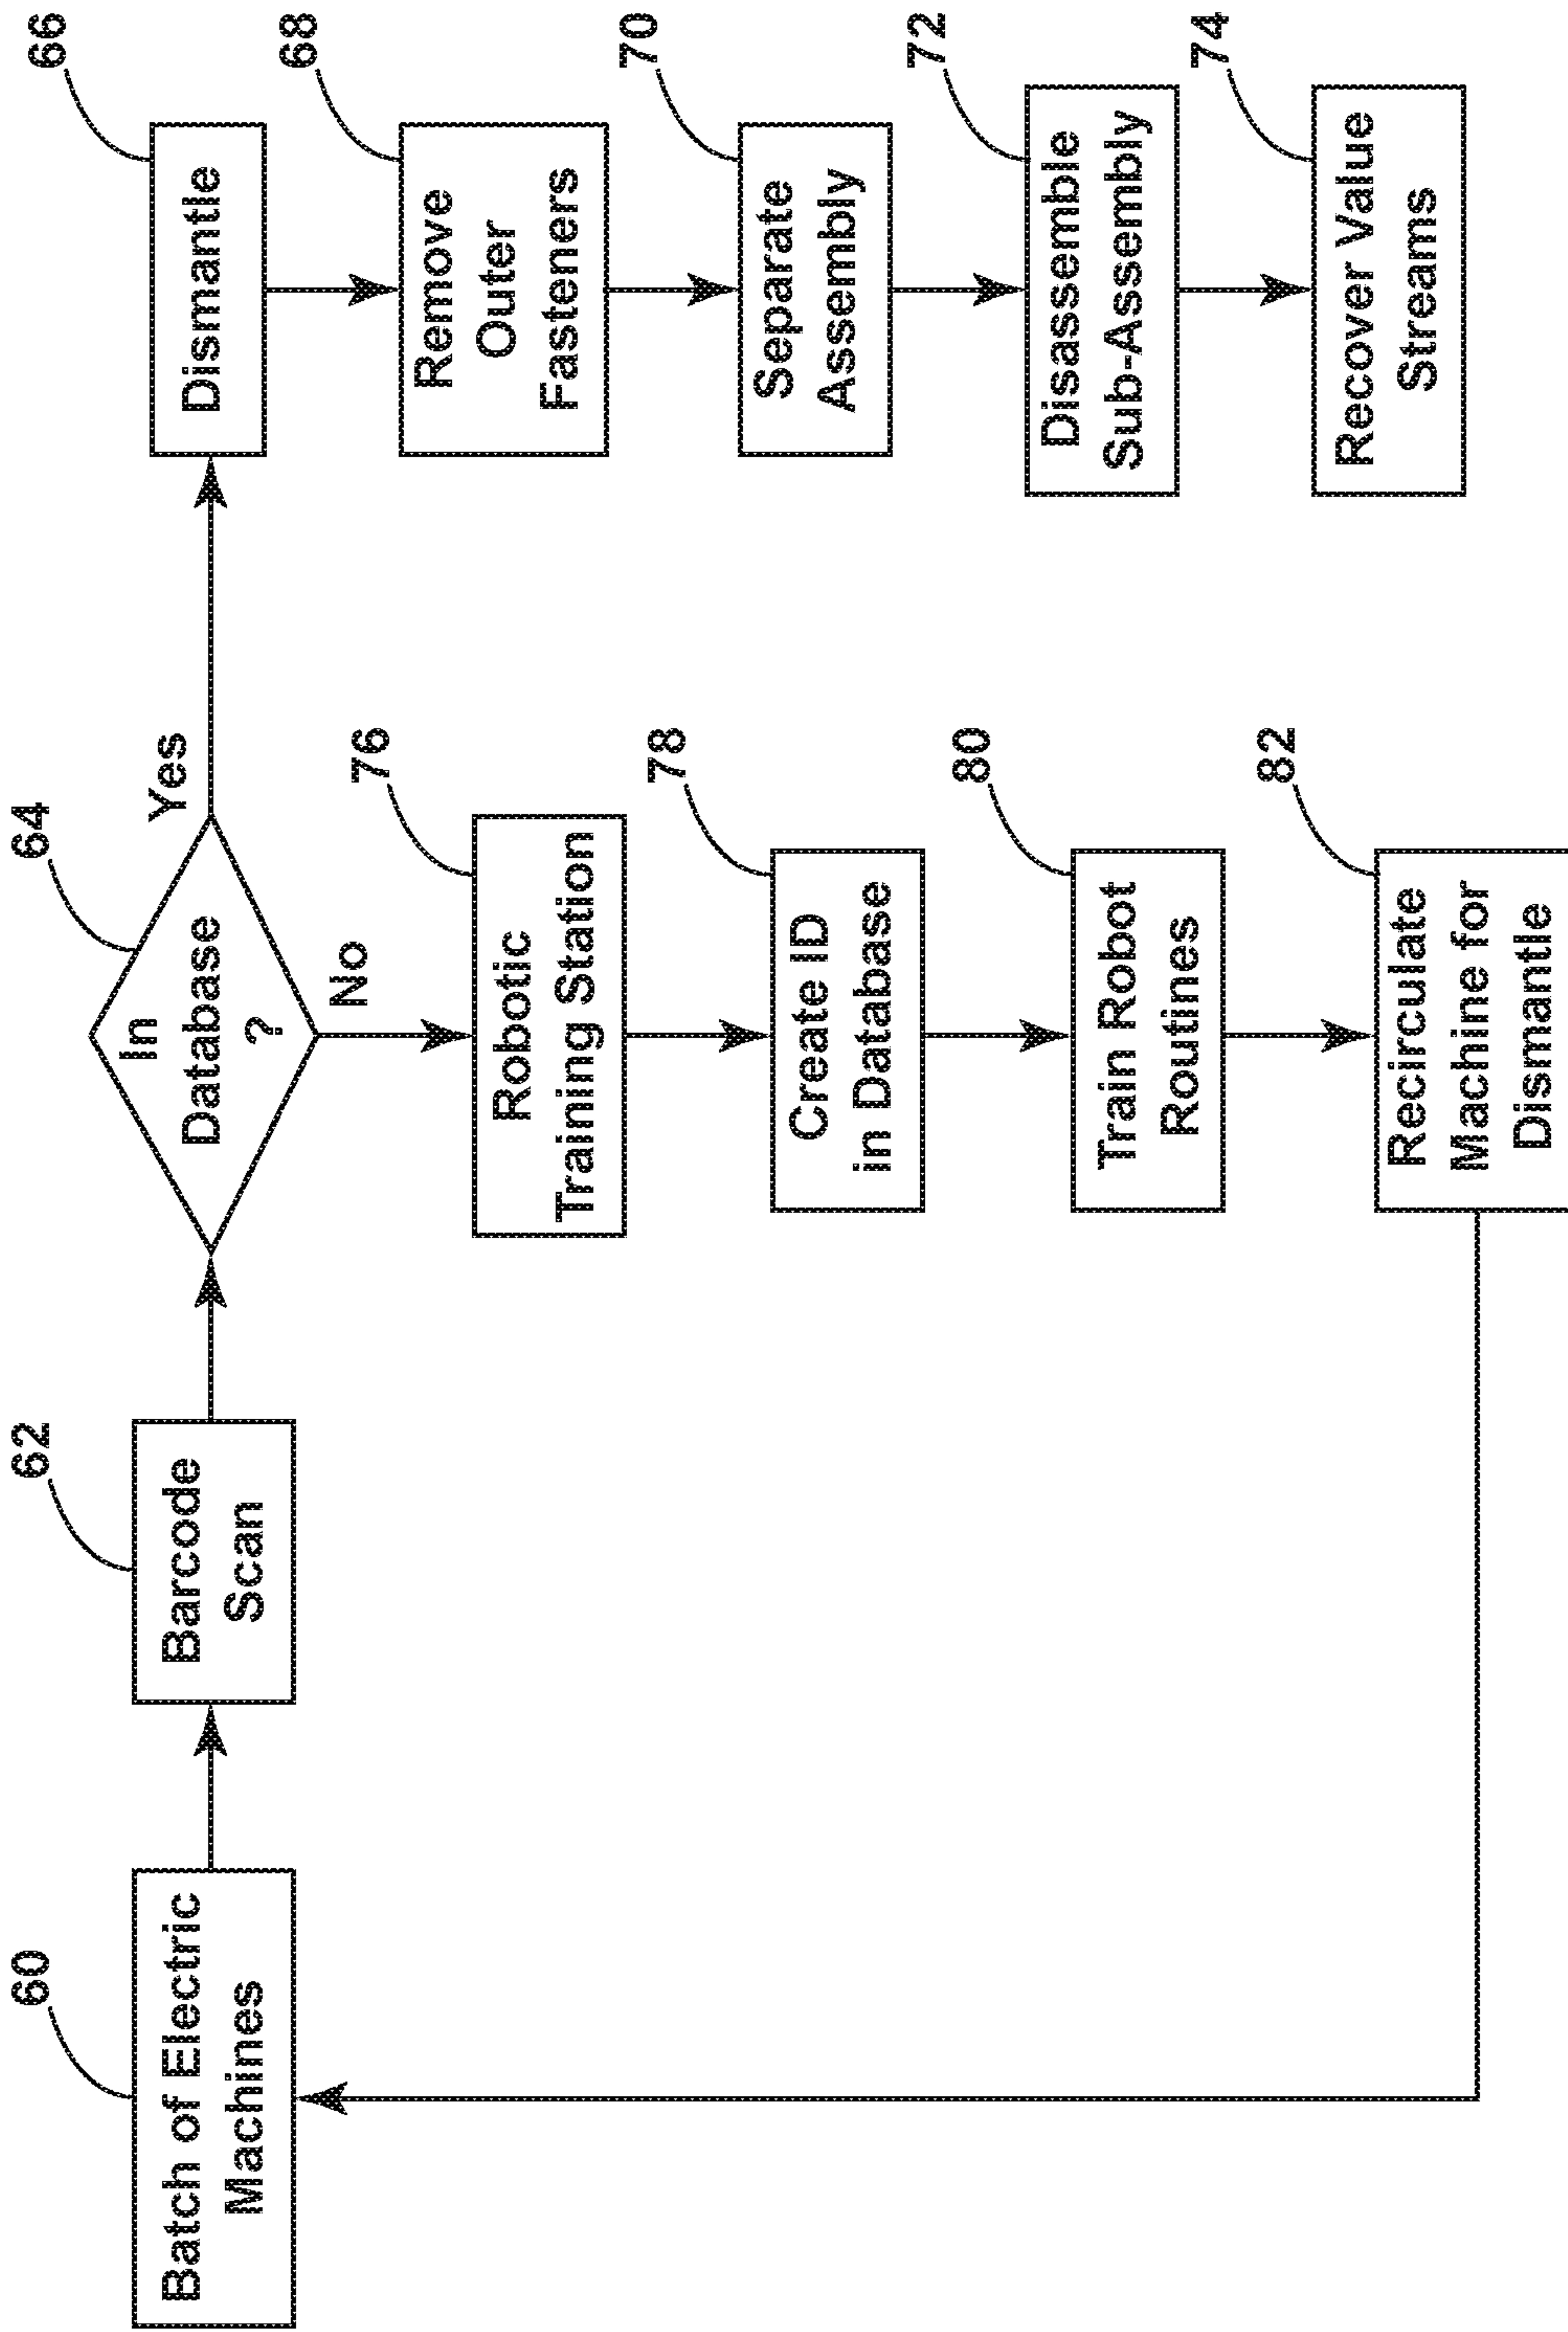 60
Batch of Electric
Machines
62
Barcode
Scan
64
In
Database
?
Yes
No
66
Dismantle
68
Remove
Outer
Fasteners
70
Separate
Assembly
72
Disassemble
Sub-Assembly
74
Recover Value
Streams
76
Robotic
Training Station
78
Create ID
in Database
80
Train Robot
Routines
82
Recirculate
Machine for
Dismantle